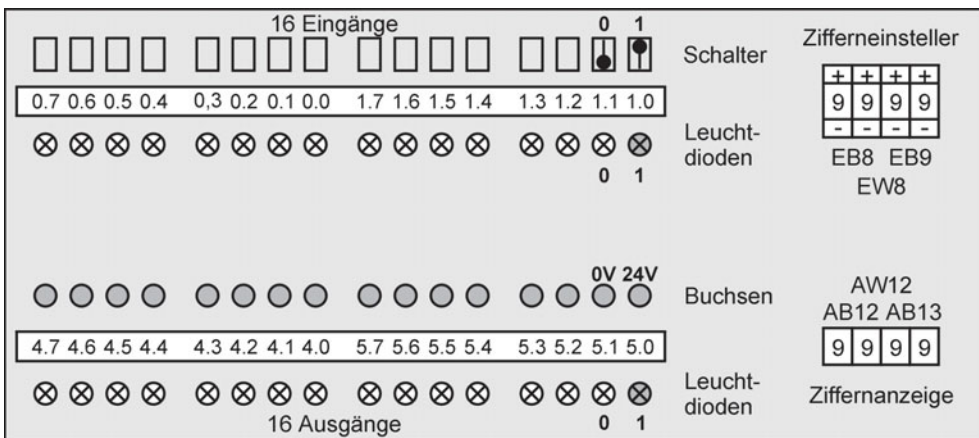 16 Eingänge
0 1
Schalter
0.7 0.6 0.5 0.4 0,3 0.2 0.1 0.0 1.7 1.6 1.5 1.4 1.3 1.2 1.1 1.0
Leucht-
dioden
0 1
Zifferneinsteller
+ + + +
9 9 9 9
- - - -
EB8 EB9
EW8
0V 24V
Buchsen
4.7 4.6 4.5 4.4 4.3 4.2 4.1 4.0 5.7 5.6 5.5 5.4 5.3 5.2 5.1 5.0
Leucht-
dioden
16 Ausgänge
0 1
AW12
AB12 AB13
9 9 9 9
Ziffernanzeige